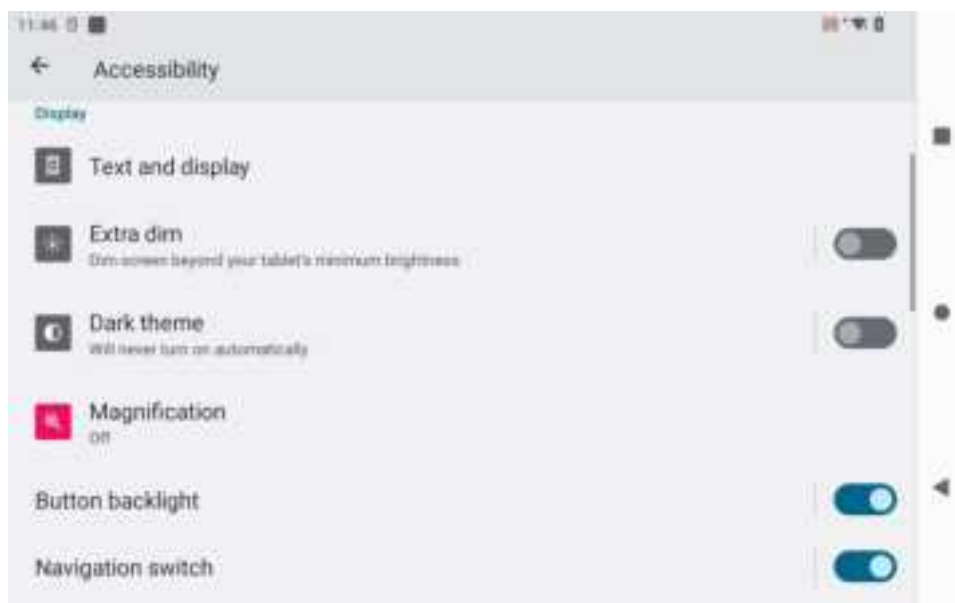 11:46
Accessibility
Display
Text and display
Extra dim
Dim screen beyond your tablet's minimum brightness
Dark theme
Will never turn on automatically
Magnification
Off
Button backlight
Navigation switch